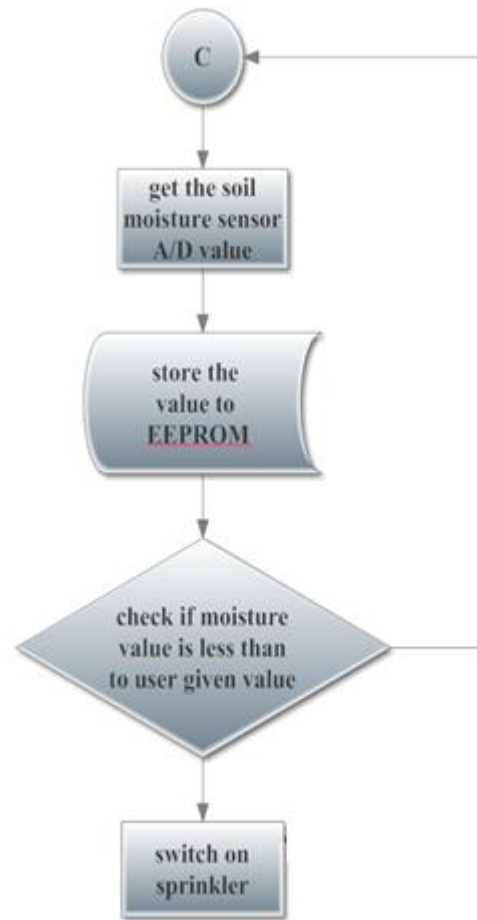 C
get the soil
moisture sensor
A/D value
store the
value to
EEPROM
check if moisture
value is less than
to user given value
switch on
sprinkler